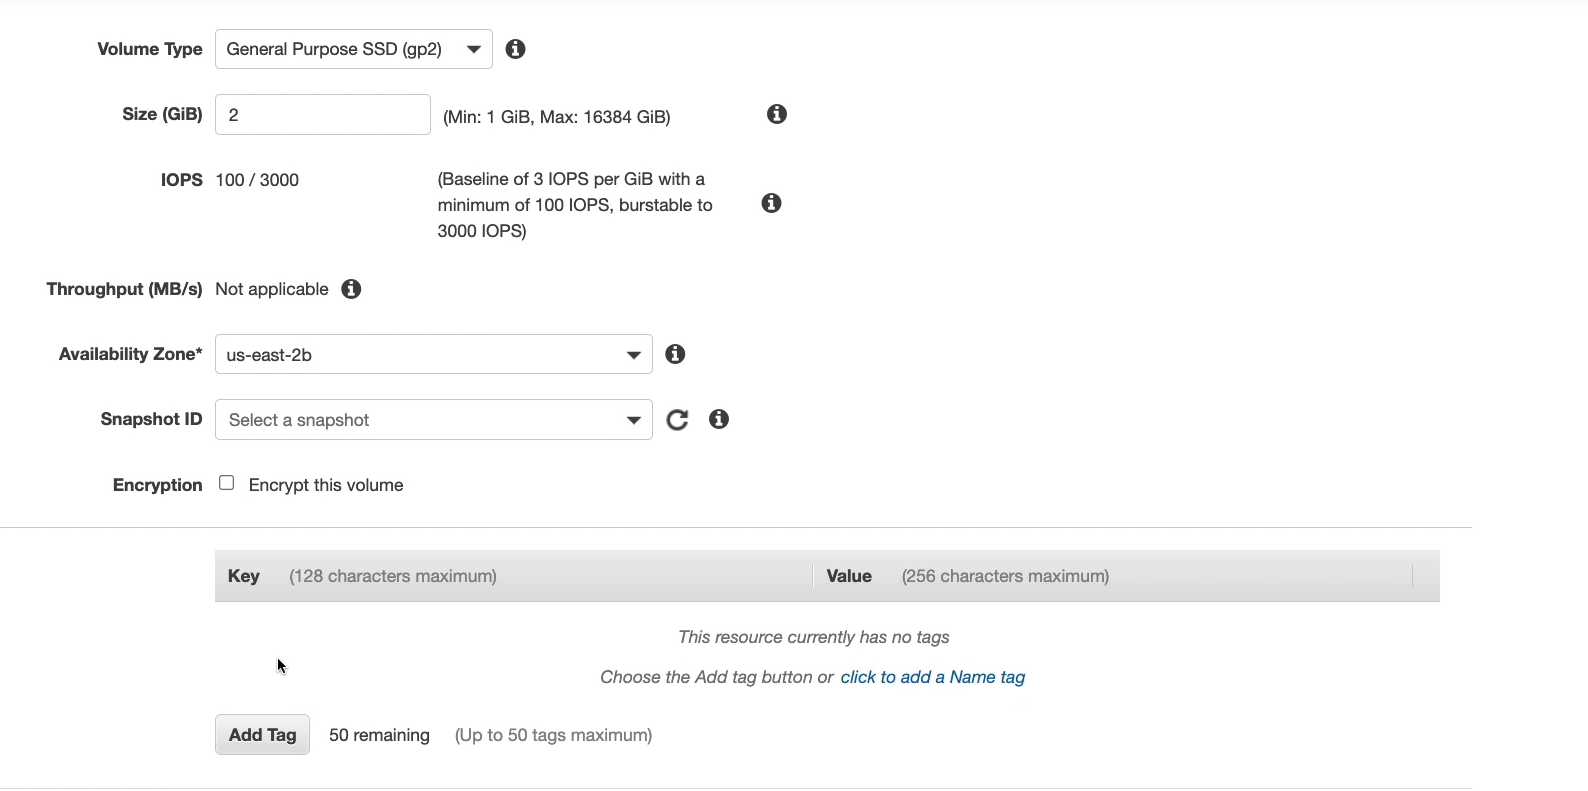 Volume Type General Purpose SSD (gp2)
Size (GiB) 2 (Min: 1 GiB, Max: 16384 GiB)
IOPS 100 / 3000 (Baseline of 3 IOPS per GiB with a
minimum of 100 IOPS, burstable to
3000 IOPS)
Throughput (MB/s) Not applicable
Availability Zone* us-east-2b
Snapshot ID Select a snapshot
Encryption Encrypt this volume
Key (128 characters maximum) Value (256 characters maximum)
This resource currently has no tags
Choose the Add tag button or click to add a Name tag
Add Tag 50 remaining (Up to 50 tags maximum)